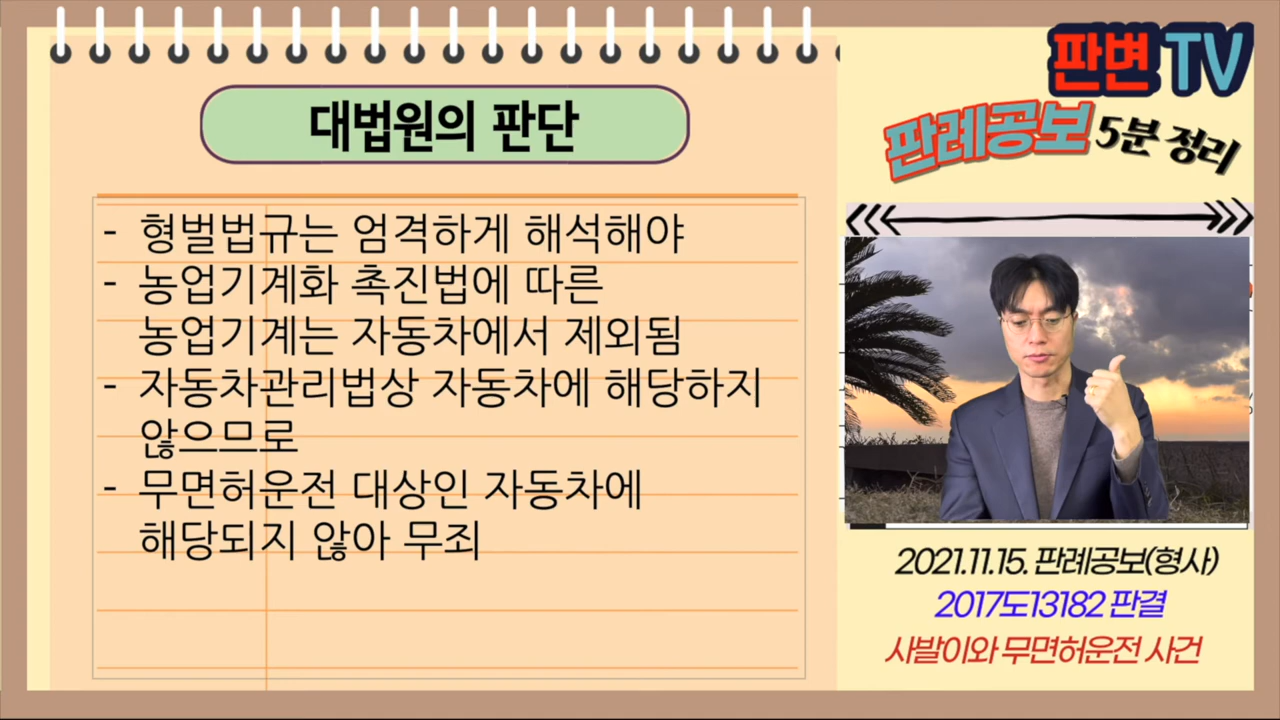 대법원의 판단
- 형벌법규는 엄격하게 해석해야
- 농업기계화 촉진법에 따른
농업기계는 자동차에서 제외됨
- 자동차관리법상 자동차에 해당하지
않으므로
- 무면허운전 대상인 자동차에
해당되지 않아 무죄
판변 TV
판례공보 5분 정리
2021.11.15. 판례공보(형사)
2017도13182 판결
사발이와 무면허운전 사건